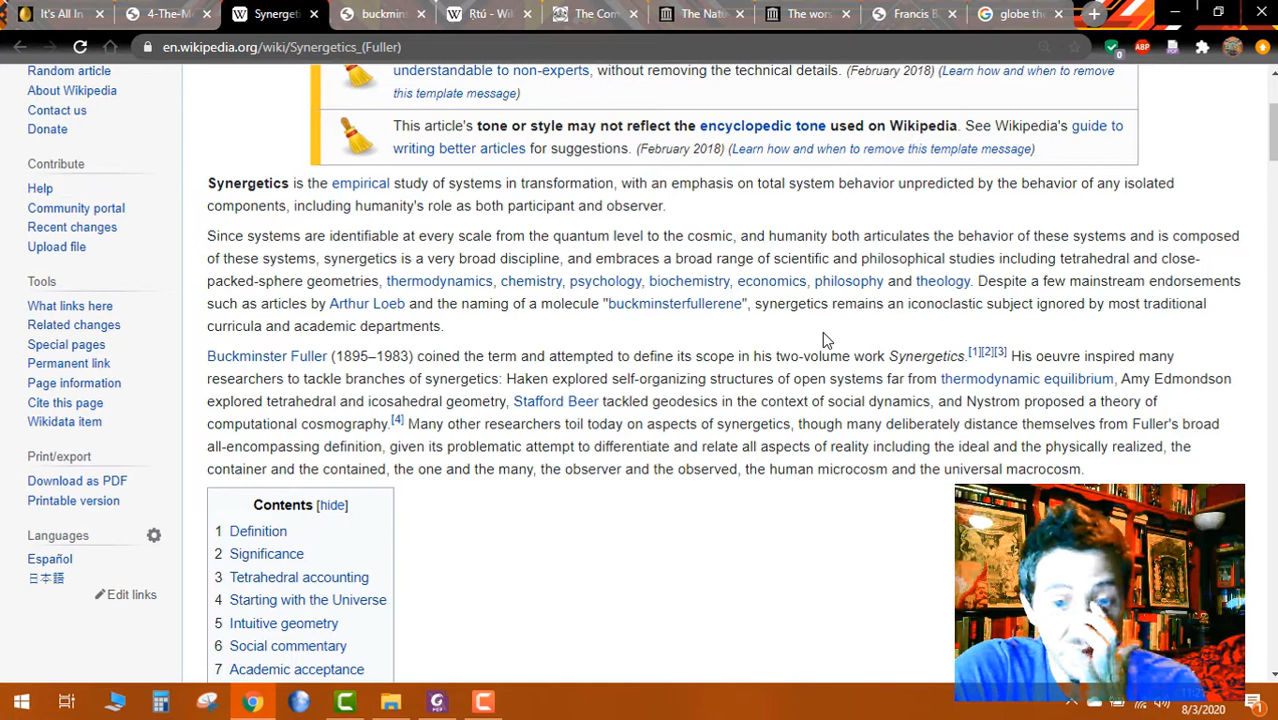 It's All In
4-The-M
Synerget
buckmins
Ṛtú - Wik
The Com
The Natu
The wors
Francis B
globe the
en.wikipedia.org/wiki/Synergetics_(Fuller)
ABP
0
Random article
About Wikipedia
Contact us
Donate
Contribute
Help
Community portal
Recent changes
Upload file
Tools
What links here
Related changes
Special pages
Permanent link
Page information
Cite this page
Wikidata item
Print/export
Download as PDF
Printable version
Languages
Español
日本語
Edit links
understandable to non-experts, without removing the technical details. (February 2018) (Learn how and when to remove
this template message)
This article's tone or style may not reflect the encyclopedic tone used on Wikipedia. See Wikipedia's guide to
writing better articles for suggestions. (February 2018) (Learn how and when to remove this template message)
Synergetics is the empirical study of systems in transformation, with an emphasis on total system behavior unpredicted by the behavior of any isolated
components, including humanity's role as both participant and observer.
Since systems are identifiable at every scale from the quantum level to the cosmic, and humanity both articulates the behavior of these systems and is composed
of these systems, synergetics is a very broad discipline, and embraces a broad range of scientific and philosophical studies including tetrahedral and close-
packed-sphere geometries, thermodynamics, chemistry, psychology, biochemistry, economics, philosophy and theology. Despite a few mainstream endorsements
such as articles by Arthur Loeb and the naming of a molecule "buckminsterfullerene", synergetics remains an iconoclastic subject ignored by most traditional
curricula and academic departments.
Buckminster Fuller (1895–1983) coined the term and attempted to define its scope in his two-volume work Synergetics.[1][2][3] His oeuvre inspired many
researchers to tackle branches of synergetics: Haken explored self-organizing structures of open systems far from thermodynamic equilibrium, Amy Edmondson
explored tetrahedral and icosahedral geometry, Stafford Beer tackled geodesics in the context of social dynamics, and Nystrom proposed a theory of
computational cosmography.[4] Many other researchers toil today on aspects of synergetics, though many deliberately distance themselves from Fuller's broad
all-encompassing definition, given its problematic attempt to differentiate and relate all aspects of reality including the ideal and the physically realized, the
container and the contained, the one and the many, the observer and the observed, the human microcosm and the universal macrocosm.
Contents [hide]
1 Definition
2 Significance
3 Tetrahedral accounting
4 Starting with the Universe
5 Intuitive geometry
6 Social commentary
7 Academic acceptance
8/3/2020